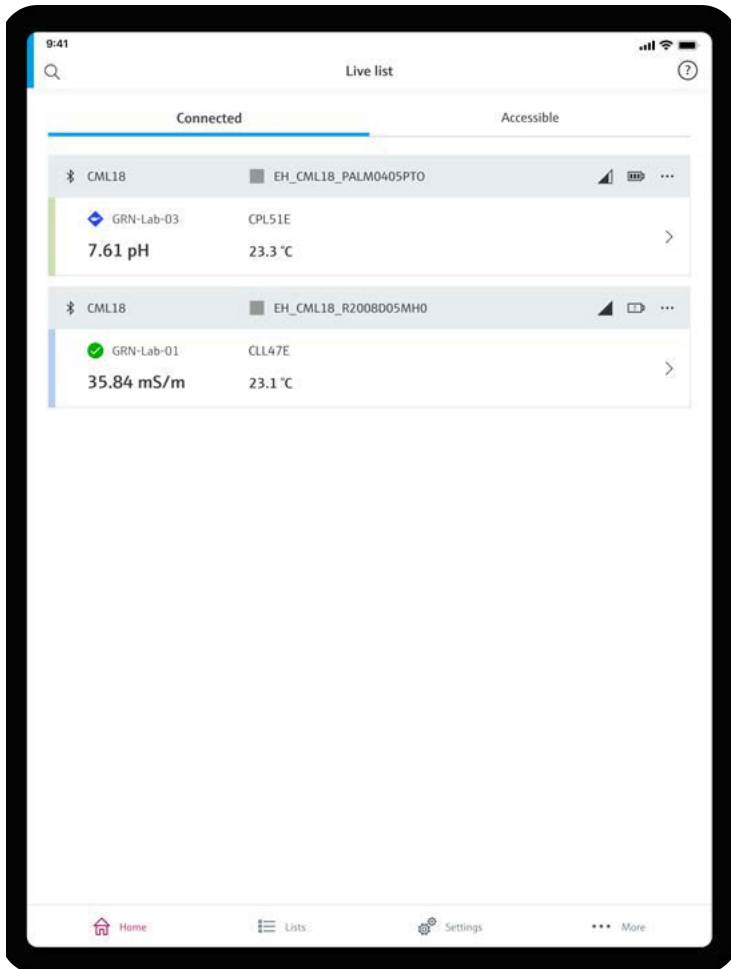 9:41
Live list
?
Connected Accessible
CML18 EH_CML18_PALM0405PTO ...
GRN-Lab-03 CPL51E
7.61 pH 23.3 °C
CML18 EH_CML18_R2008D05MH0 ...
GRN-Lab-01 CLL47E
35.84 mS/m 23.1 °C
Home Lists Settings ... More